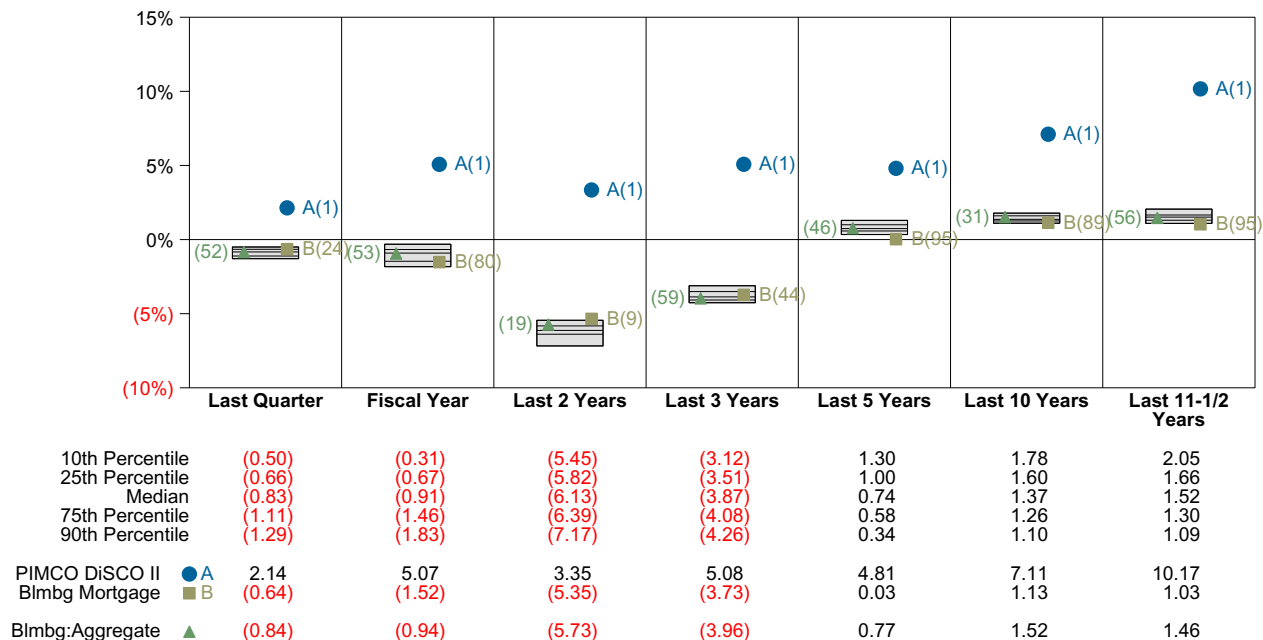 15%
10%
5%
0%
(5%)
(10%)
A(1) A(1) A(1) A(1) A(1) A(1) A(1)
(52) B(24) (53) B(80) (19) B(9) (59) B(44) (46) B(95) (31) B(89) (56) B(95)
Last Quarter Fiscal Year Last 2 Years Last 3 Years Last 5 Years Last 10 Years Last 11-1/2
Years
10th Percentile (0.50) (0.31) (5.45) (3.12) 1.30 1.78 2.05
25th Percentile (0.66) (0.67) (5.82) (3.51) 1.00 1.60 1.66
Median (0.83) (0.91) (6.13) (3.87) 0.74 1.37 1.52
75th Percentile (1.11) (1.46) (6.39) (4.08) 0.58 1.26 1.30
90th Percentile (1.29) (1.83) (7.17) (4.26) 0.34 1.10 1.09
PIMCO DiSCO II A 2.14 5.07 3.35 5.08 4.81 7.11 10.17
Blmbg Mortgage B (0.64) (1.52) (5.35) (3.73) 0.03 1.13 1.03
Blmbg:Aggregate (0.84) (0.94) (5.73) (3.96) 0.77 1.52 1.46